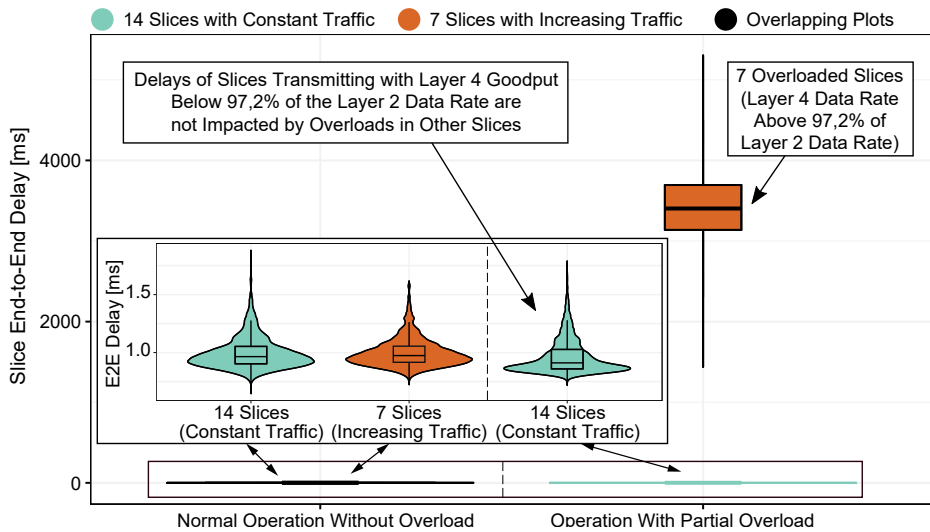 14 Slices with Constant Traffic
7 Slices with Increasing Traffic
Overlapping Plots
Slice End-to-End Delay [ms]
4000
2000
0
Delays of Slices Transmitting with Layer 4 Goodput
Below 97,2% of the Layer 2 Data Rate are
not Impacted by Overloads in Other Slices
7 Overloaded Slices
(Layer 4 Data Rate
Above 97,2% of
Layer 2 Data Rate)
E2E Delay [ms]
1.5
1.0
14 Slices
(Constant Traffic)
7 Slices
(Increasing Traffic)
14 Slices
(Constant Traffic)
Normal Operation Without Overload
Operation With Partial Overload